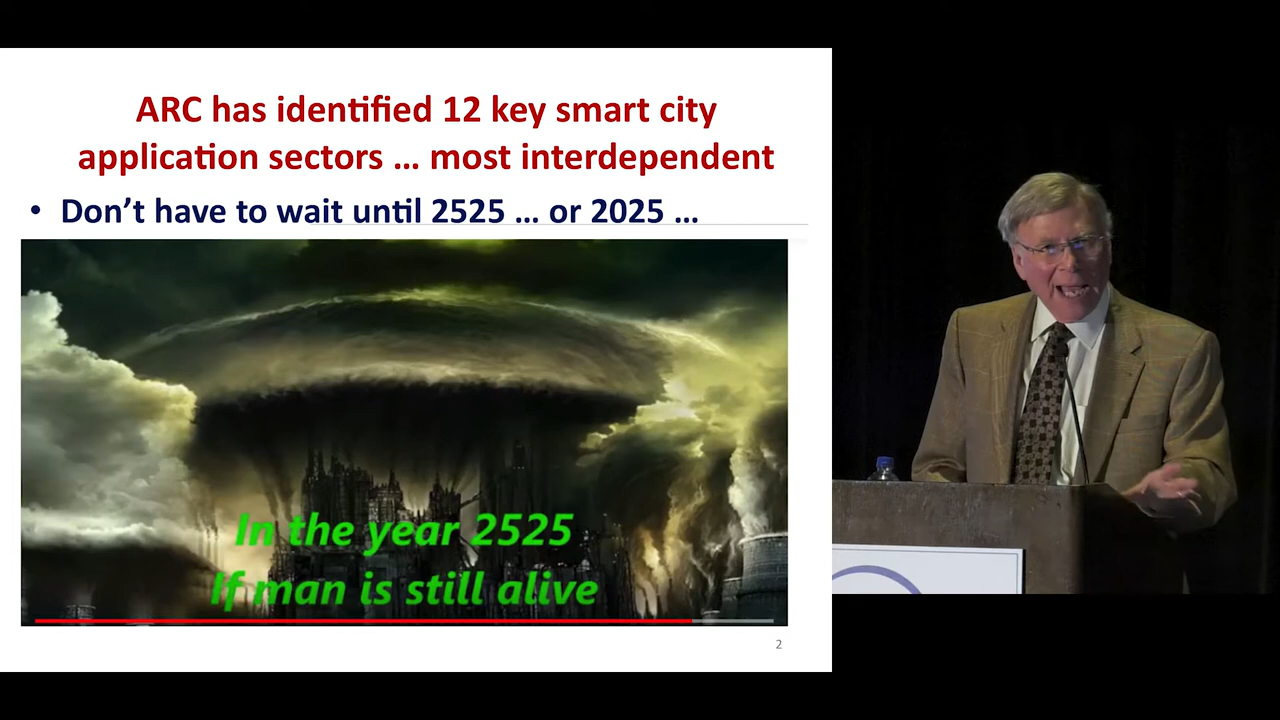 ARC has identified 12 key smart city
application sectors … most interdependent
• Don’t have to wait until 2525 … or 2025 …
In the year 2525
If man is still alive
2